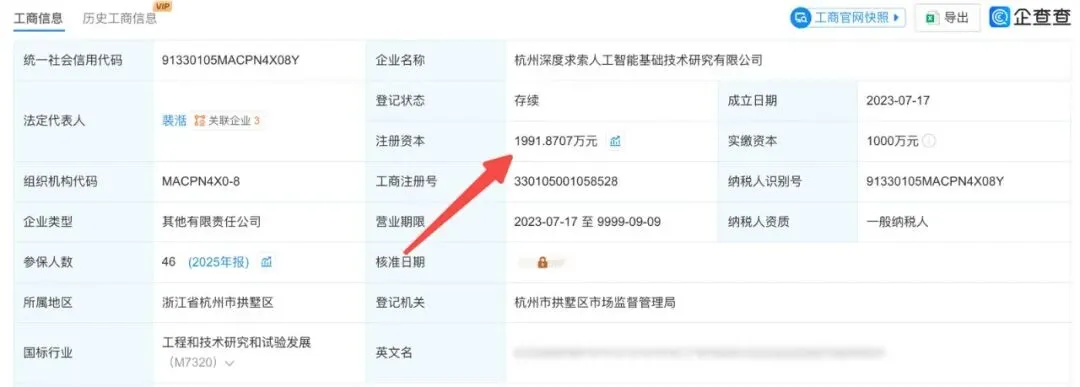 工商信息
历史工商信息
VIP
工商官网快照
导出
企查查
统一社会信用代码
91330105MACPN4X08Y
企业名称
杭州深度求索人工智能基础技术研究有限公司
法定代表人
裴湉
关联企业 3
登记状态
存续
成立日期
2023-07-17
注册资本
1991.8707万元
实缴资本
1000万元
组织机构代码
MACPN4X0-8
工商注册号
330105001058528
纳税人识别号
91330105MACPN4X08Y
企业类型
其他有限责任公司
营业期限
2023-07-17 至 9999-09-09
纳税人资质
一般纳税人
参保人数
46 (2025年报)
核准日期
所属地区
浙江省杭州市拱墅区
登记机关
杭州市拱墅区市场监督管理局
国标行业
工程和技术研究和试验发展
(M7320)
英文名